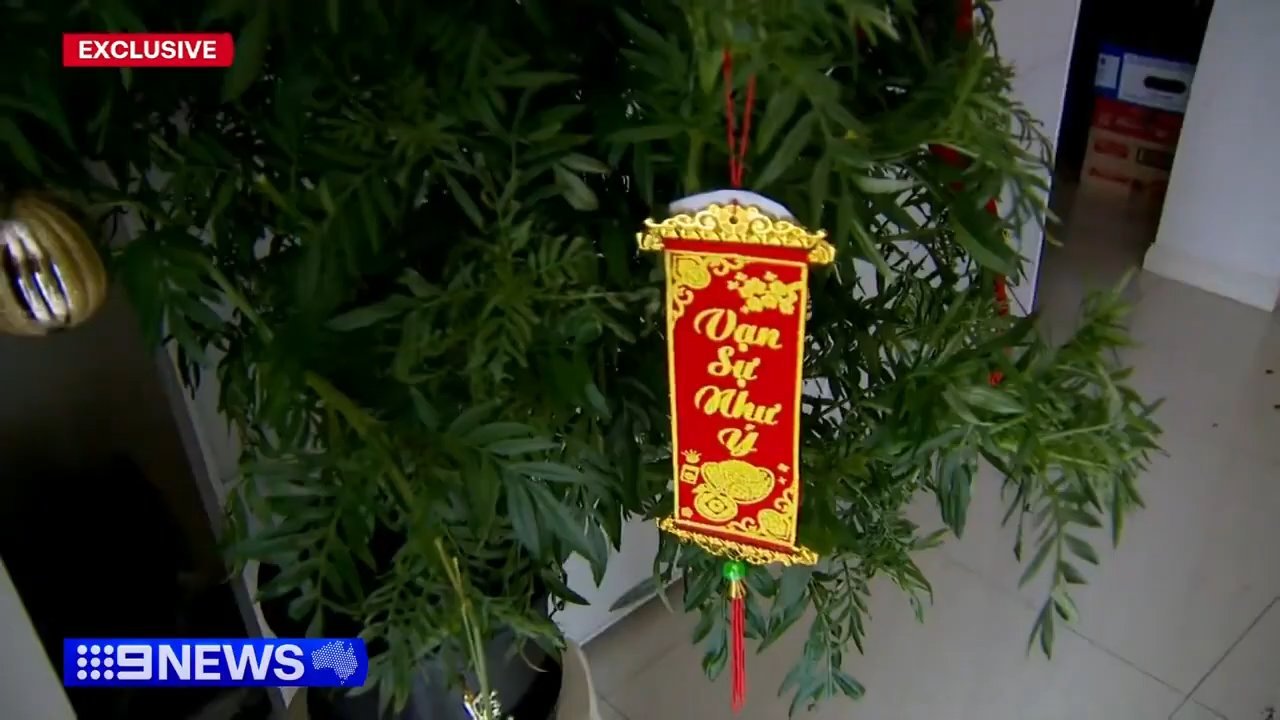 EXCLUSIVE
Vạn
Sự
Như
Ý
9NEWS